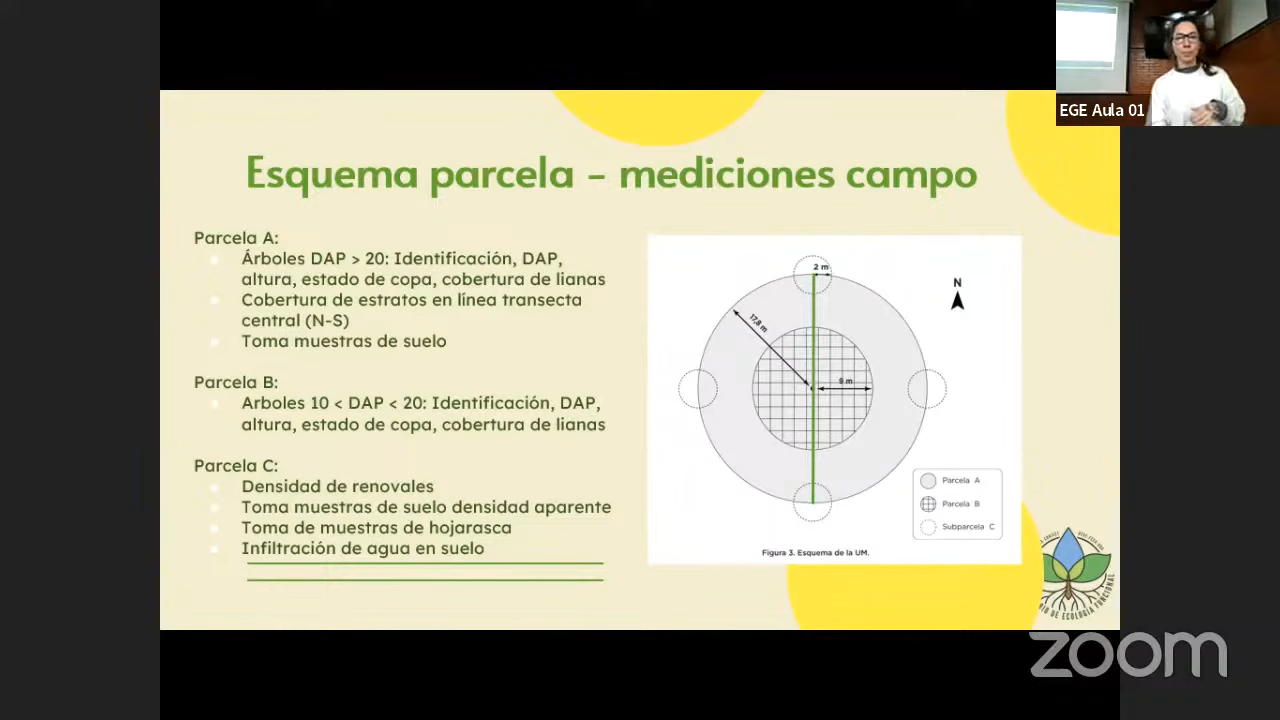 EGE Aula 01
Esquema parcela - mediciones campo
Parcela A:
Árboles DAP > 20: Identificación, DAP,
altura, estado de copa, cobertura de lianas
Cobertura de estratos en línea transecta
central (N-S)
Toma muestras de suelo
Parcela B:
Arboles 10 < DAP < 20: Identificación, DAP,
altura, estado de copa, cobertura de lianas
Parcela C:
Densidad de renovales
Toma muestras de suelo densidad aparente
Toma de muestras de hojarasca
Infiltración de agua en suelo
2 m
N
17,8 m
9 m
Parcela A
Parcela B
Subparcela C
Figura 3. Esquema de la UM.
DE ECOLOGÍA FUNCIONAL
zoom